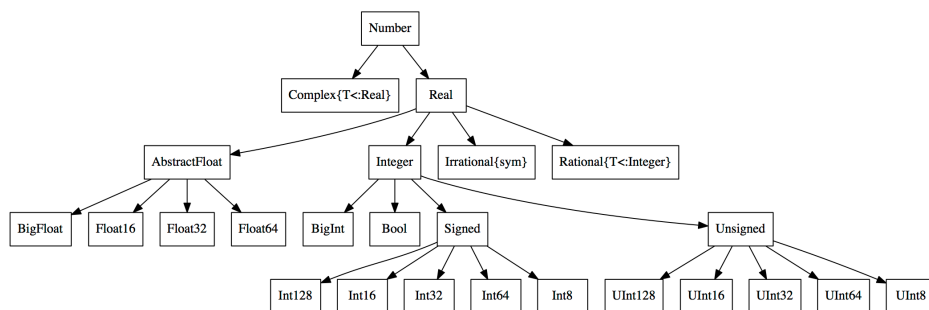 Number
Complex{T<:Real}
Real
AbstractFloat
Integer
Irrational{sym}
Rational{T<:Integer}
BigFloat
Float16
Float32
Float64
BigInt
Bool
Signed
Unsigned
Int128
Int16
Int32
Int64
Int8
UInt128
UInt16
UInt32
UInt64
UInt8